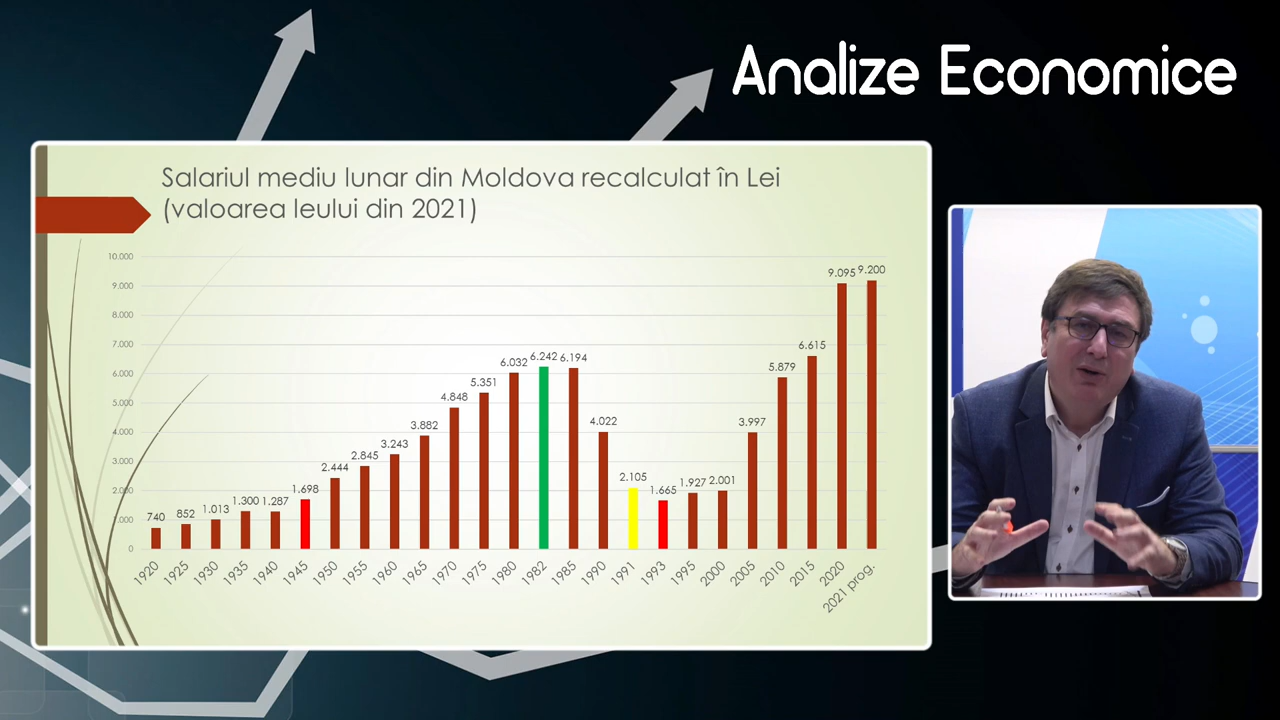 Analize Economice
Salariul mediu lunar din Moldova recalculat în Lei
(valoarea leului din 2021)
10.000
9.000
8.000
7.000
6.000
5.000
4.000
3.000
2.000
1.000
0
740 852 1.013 1.300 1.287 1.698 2.444 2.845 3.243 3.882 4.848 5.351 6.032 6.242 6.194 4.022 2.105 1.665 1.927 2.001 3.997 5.879 6.615 9.095 9.200
1920 1925 1930 1935 1940 1945 1950 1955 1960 1965 1970 1975 1980 1982 1985 1990 1991 1993 1995 2000 2005 2010 2015 2020 2021 prog.